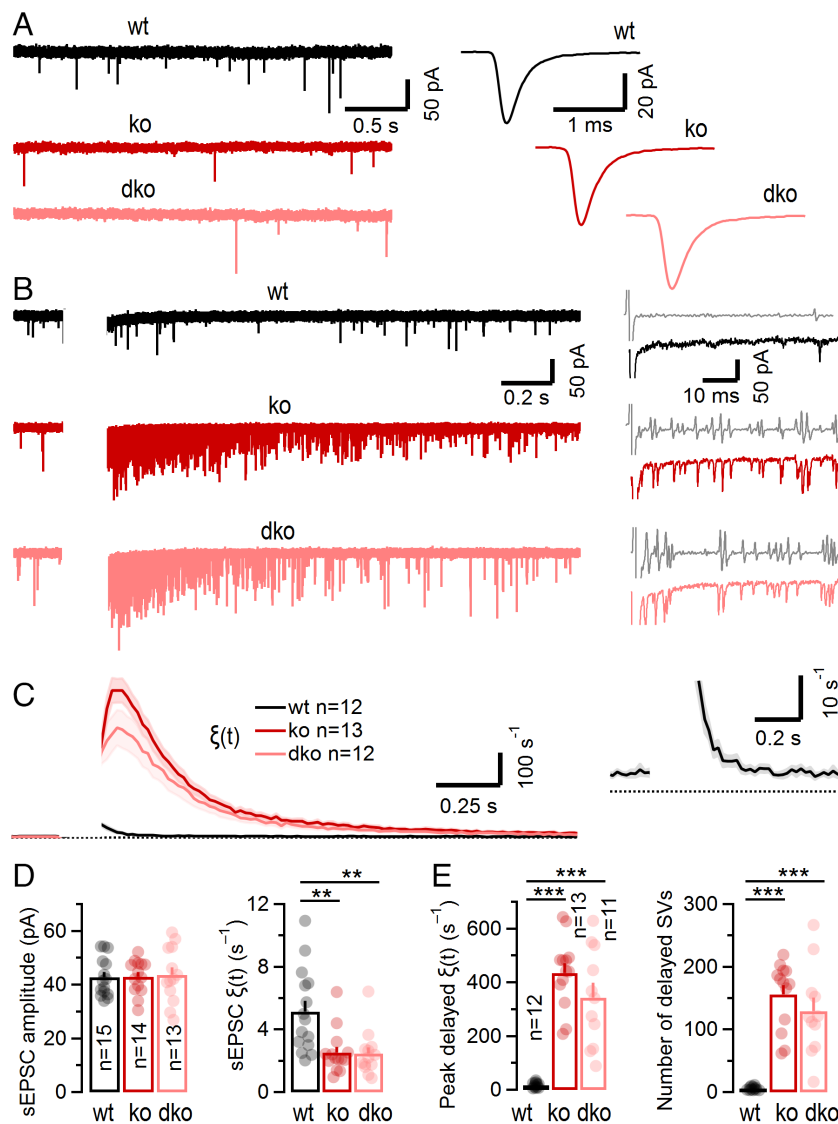 A
wt
50 pA
0.5 s
20 pA
1 ms
ko
ko
dko
dko
B
wt
50 pA
0.2 s
50 pA
10 ms
ko
dko
C
wt n=12
ξ(t) ko n=13
dko n=12
100 s⁻¹
0.25 s
10 s⁻¹
0.2 s
D
sEPSC amplitude (pA)
60
40
20
0
n=15
n=14
n=13
wt ko dko
sEPSC ξ(t) (s⁻¹)
12
8
4
0
**
**
wt ko dko
E
Peak delayed ξ(t) (s⁻¹)
600
400
200
0
***
***
n=12
n=13
n=11
wt ko dko
Number of delayed SVs
300
200
100
0
***
***
wt ko dko